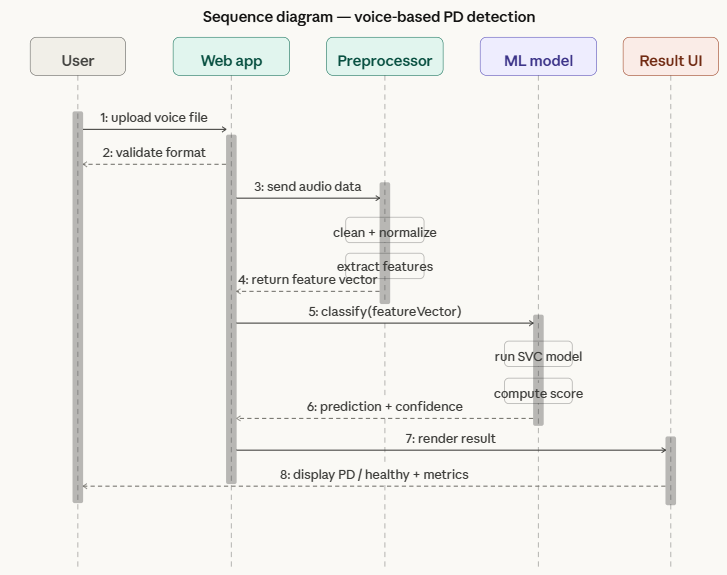 Sequence diagram — voice-based PD detection
User
Web app
Preprocessor
ML model
Result UI
1: upload voice file
2: validate format
3: send audio data
clean + normalize
extract features
4: return feature vector
5: classify(featureVector)
run SVC model
compute score
6: prediction + confidence
7: render result
8: display PD / healthy + metrics